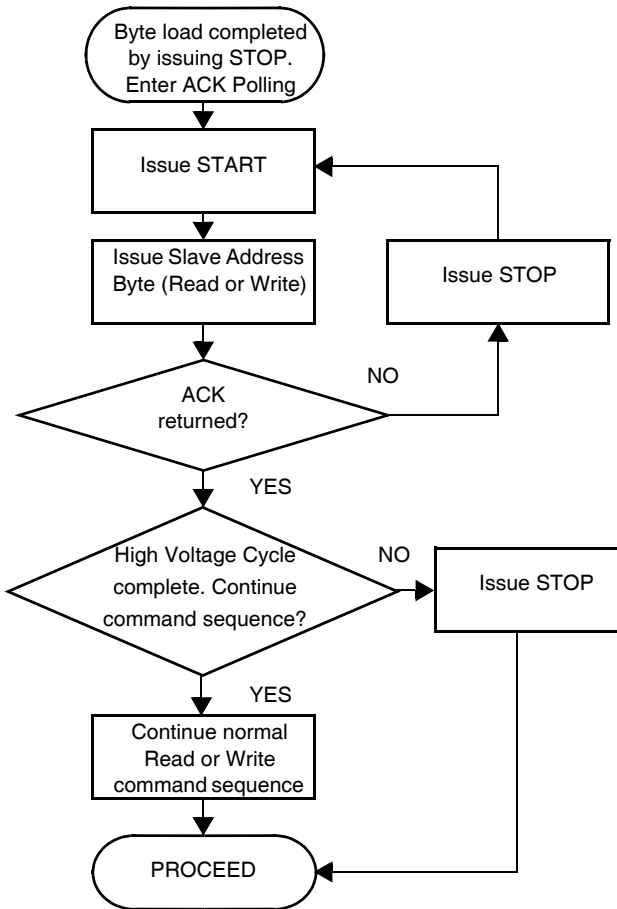 Byte load completed
by issuing STOP.
Enter ACK Polling
Issue START
Issue Slave Address
Byte (Read or Write)
Issue STOP
ACK
returned?
NO
YES
High Voltage Cycle
complete. Continue
command sequence?
NO
Issue STOP
YES
Continue normal
Read or Write
command sequence
PROCEED